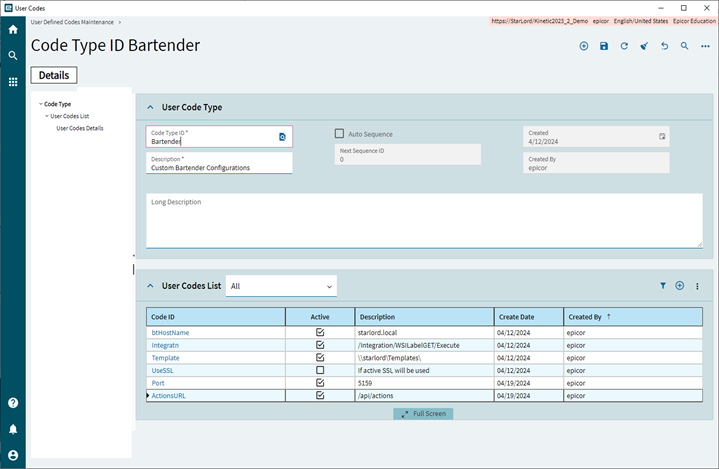 User Codes
User Defined Codes Maintenance >
https://StarLord/Kinetic2023_2_Demo epicor English/United States Epicor Education
Code Type ID Bartender
Details
Code Type
User Codes List
User Codes Details
User Code Type
Code Type ID *
Bartender
Auto Sequence
Created
4/12/2024
Next Sequence ID
0
Description *
Custom Bartender Configurations
Created By
epicor
Long Description
User Codes List All
Code ID Active Description Create Date Created By ↑
btHostName starlord.local 04/12/2024 epicor
Integratn /Integration/WSILabelGET/Execute 04/12/2024 epicor
Template \\starlord\Templates\ 04/12/2024 epicor
UseSSL If active SSL will be used 04/12/2024 epicor
Port 5159 04/19/2024 epicor
ActionsURL /api/actions 04/19/2024 epicor
Full Screen